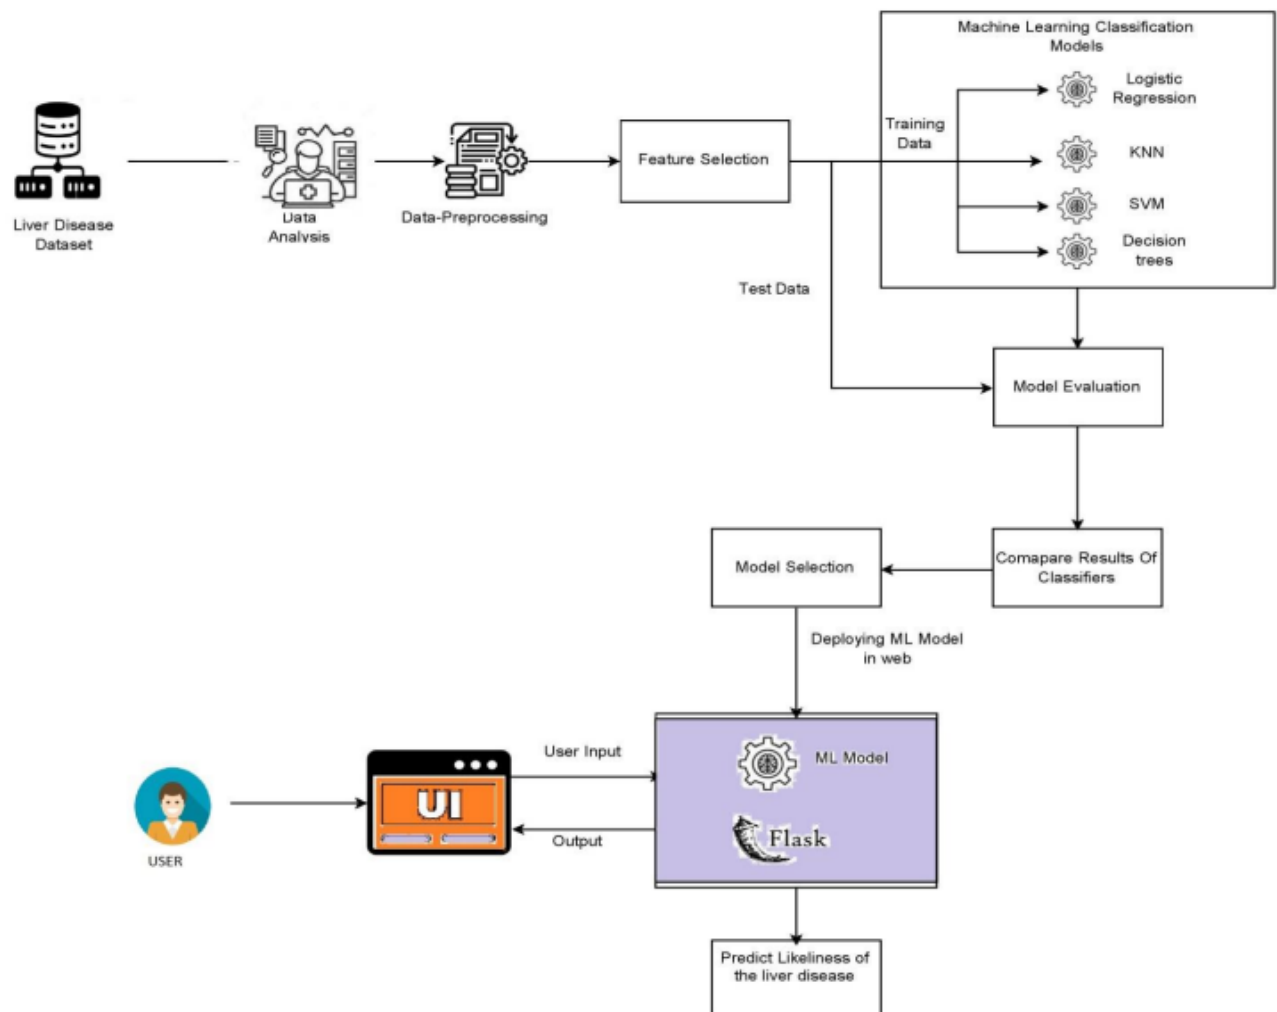 Machine Learning Classification
Models
Logistic
Regression
Training
Data
KNN
SVM
Decision
trees
Feature Selection
Liver Disease
Dataset
Data
Analysis
Data-Preprocessing
Test Data
Model Evaluation
Comapare Results Of
Classifiers
Model Selection
Deploying ML Model
in web
User Input
UI
Output
USER
ML Model
Flask
Predict Likeliness of
the liver disease